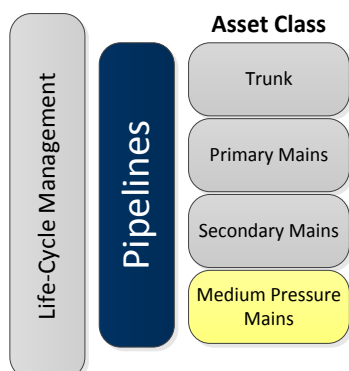 Asset Class
Life-Cycle Management
Pipelines
Trunk
Primary Mains
Secondary Mains
Medium Pressure
Mains